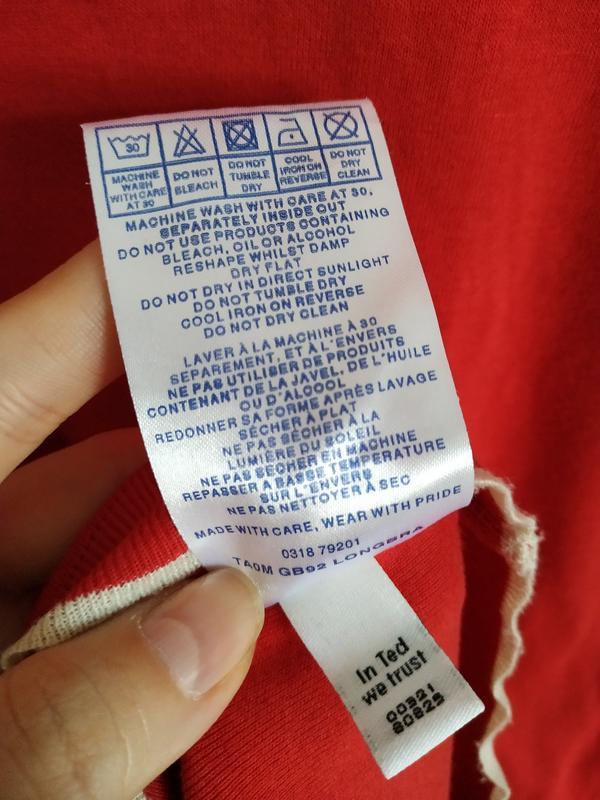 30
MACHINE WASH WITH CARE AT 30
DO NOT BLEACH
DO NOT TUMBLE DRY
COOL IRON ON REVERSE
DO NOT DRY CLEAN
MACHINE WASH WITH CARE AT 30,
SEPARATELY INSIDE OUT
DO NOT USE PRODUCTS CONTAINING
BLEACH, OIL OR ALCOHOL
RESHAPE WHILST DAMP
DRY FLAT
DO NOT DRY IN DIRECT SUNLIGHT
DO NOT TUMBLE DRY
COOL IRON ON REVERSE
DO NOT DRY CLEAN
LAVER À LA MACHINE À 30
SÉPAREMENT, ET À L'ENVERS
NE PAS UTILISER DE PRODUITS
CONTENANT DE LA JAVEL, DE L'HUILE
OU D'ALCOOL
REDONNER SA FORME APRÈS LAVAGE
SÉCHER À PLAT
NE PAS SÉCHER À LA
LUMIÈRE DU SOLEIL
NE PAS SÉCHER EN MACHINE
REPASSER A BASSE TEMPERATURE
SUR L'ENVERS
NE PAS NETTOYER À SEC
MADE WITH CARE, WEAR WITH PRIDE
0318 79201
TA0M GB92 LONGBRA
In Ted
we trust
00321
80825